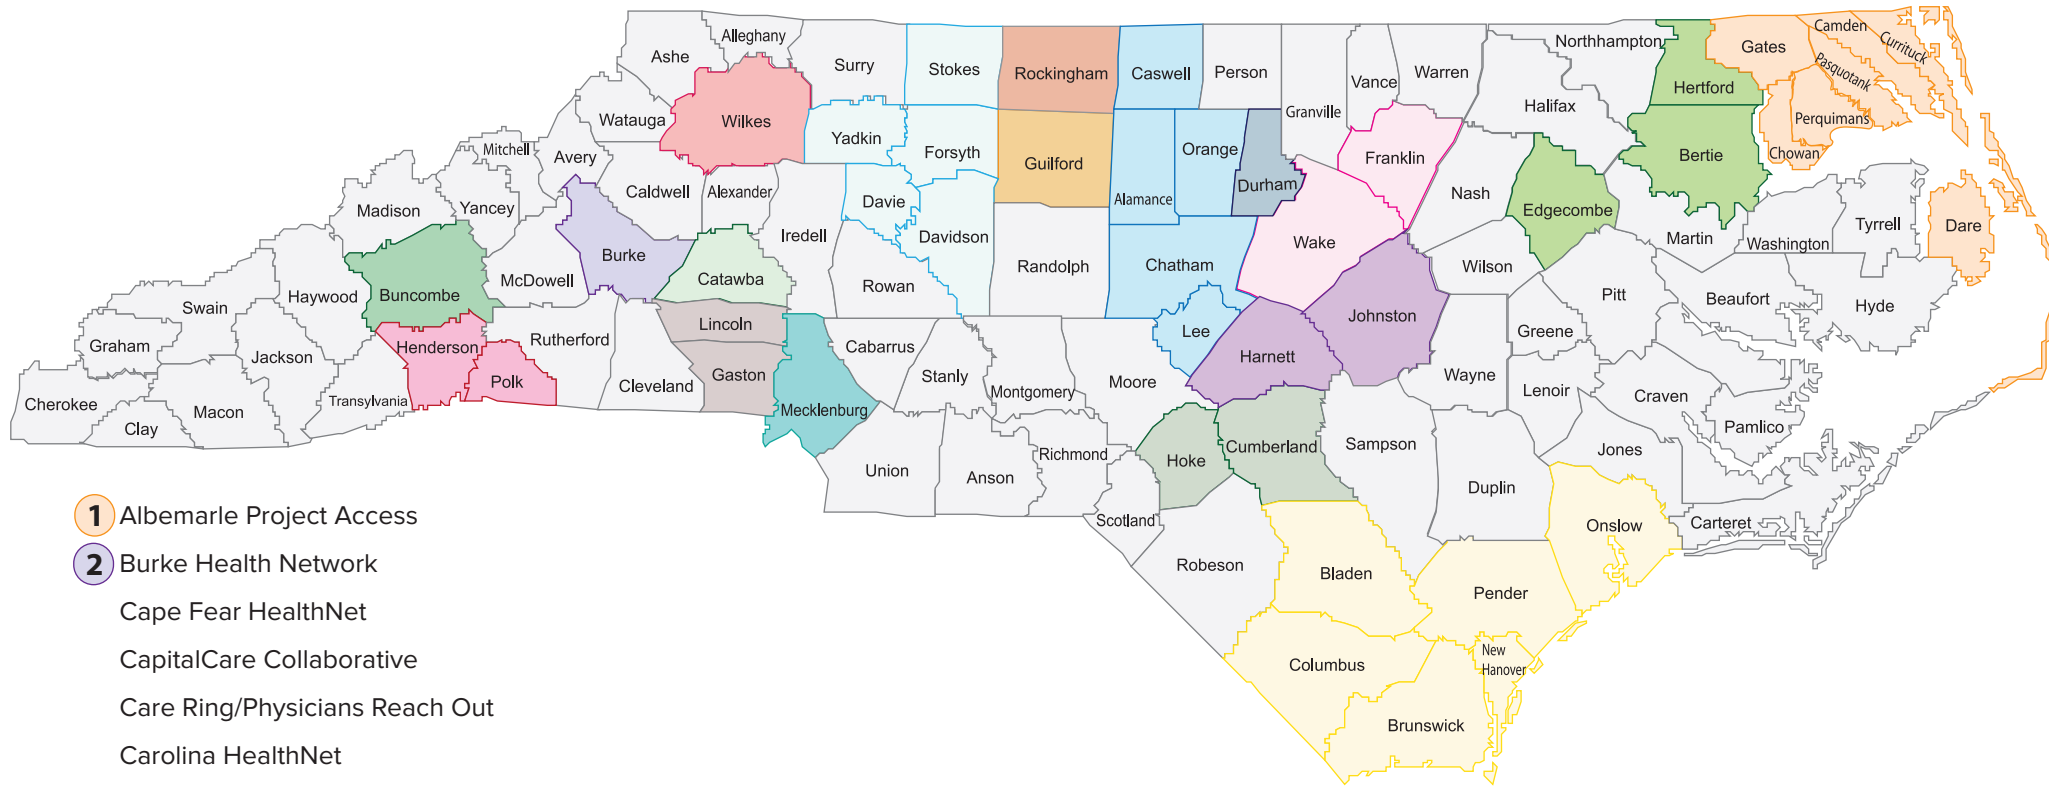 Alleghany
Ashe
Surry
Stokes
Rockingham
Caswell
Person
Vance
Warren
Northhampton
Gates
Camden
Currituck
Pasquotank
Hertford
Granville
Halifax
Watauga
Wilkes
Yadkin
Forsyth
Guilford
Orange
Franklin
Perquimans
Chowan
Bertie
Mitchell
Avery
Caldwell
Alexander
Alamance
Durham
Nash
Edgecombe
Madison
Yancey
Davie
Davidson
Iredell
Martin
Washington
Tyrrell
Dare
Burke
Catawba
Randolph
Chatham
Wake
Wilson
Swain
Haywood
Buncombe
McDowell
Rowan
Pitt
Beaufort
Hyde
Graham
Jackson
Henderson
Rutherford
Lincoln
Cabarrus
Lee
Johnston
Greene
Cherokee
Clay
Macon
Transylvania
Polk
Cleveland
Gaston
Mecklenburg
Stanly
Montgomery
Moore
Harnett
Wayne
Lenoir
Craven
Pamlico
Union
Anson
Richmond
Hoke
Cumberland
Sampson
Jones
Scotland
Duplin
Onslow
Carteret
Robeson
Bladen
Pender
Columbus
New
Hanover
Brunswick
1 Albemarle Project Access
2 Burke Health Network
Cape Fear HealthNet
CapitalCare Collaborative
Care Ring/Physicians Reach Out
Carolina HealthNet